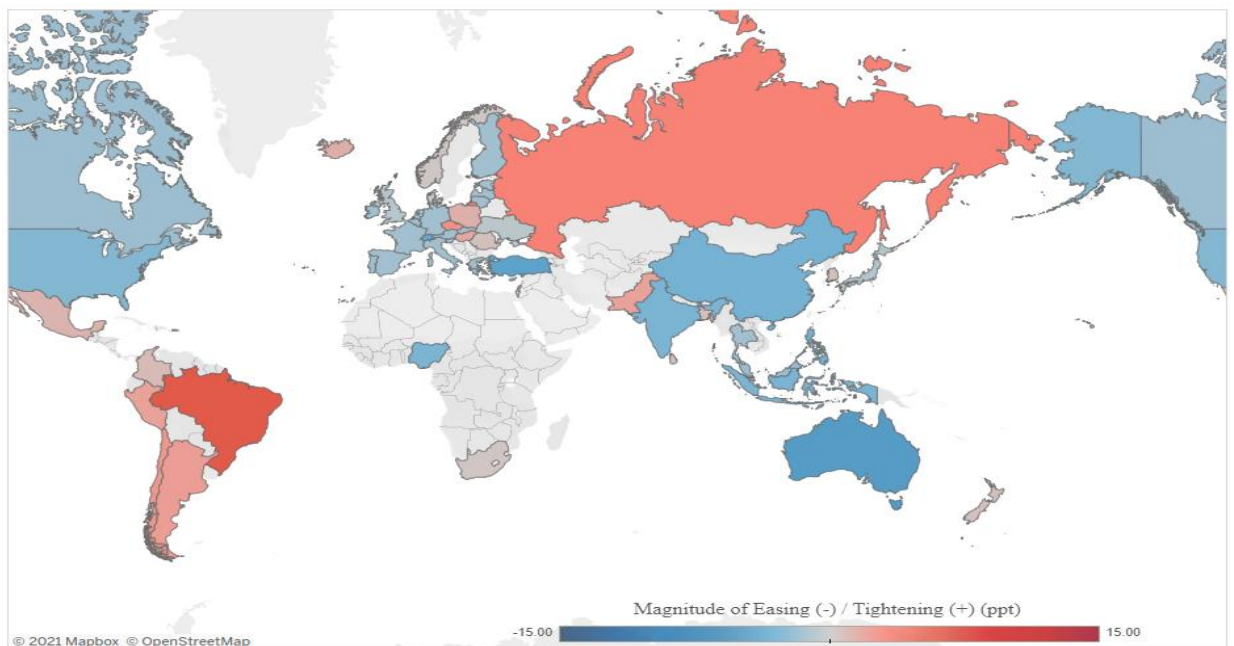 Magnitude of Easing (-) / Tightening (+) (ppt)
-15.00 15.00
© 2021 Mapbox © OpenStreetMap